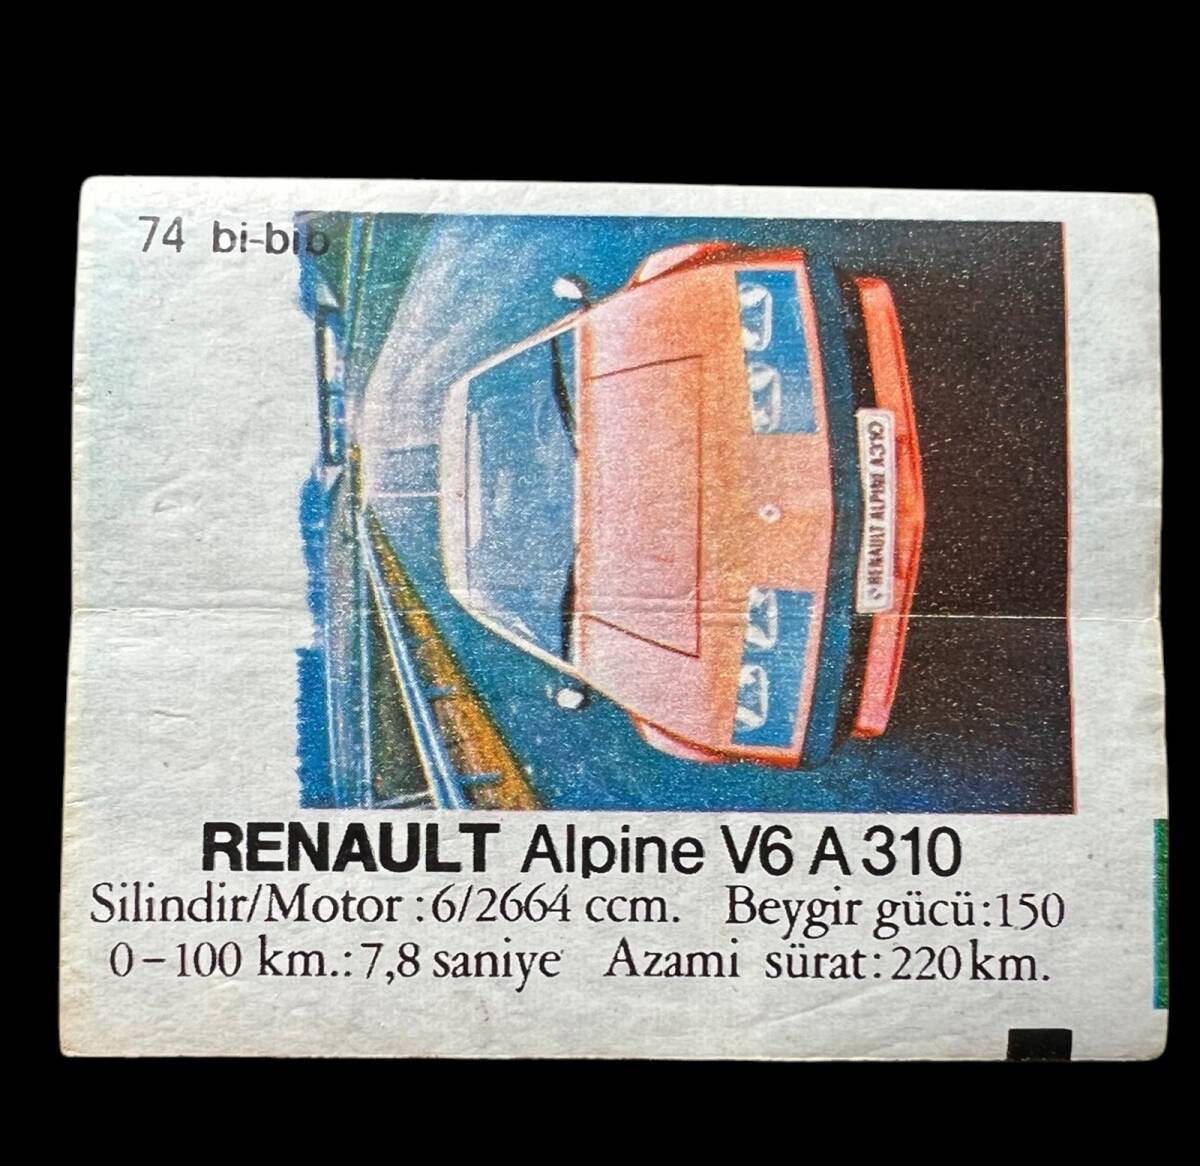 74 bi-bib
RENAULT ALPINE A310
RENAULT Alpine V6 A 310
Silindir/Motor : 6/2664 ccm. Beygir gücü:150
0-100 km.: 7,8 saniye Azami sürat: 220 km.